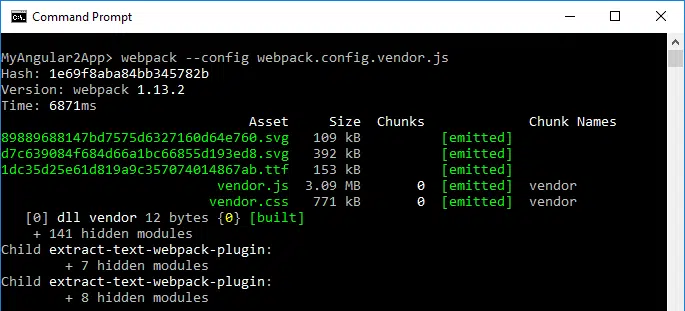 Command Prompt
MyAngular2App> webpack --config webpack.config.vendor.js
Hash: 1e69f8aba84bb345782b
Version: webpack 1.13.2
Time: 6871ms
Asset Size Chunks Chunk Names
89889688147bd7575d6327160d64e760.svg 109 kB [emitted]
d7c639084f684d66a1bc66855d193ed8.svg 392 kB [emitted]
1dc35d25e61d819a9c357074014867ab.ttf 153 kB [emitted]
vendor.js 3.09 MB 0 [emitted] vendor
vendor.css 771 kB 0 [emitted] vendor
[0] dll vendor 12 bytes {0} [built]
+ 141 hidden modules
Child extract-text-webpack-plugin:
+ 7 hidden modules
Child extract-text-webpack-plugin:
+ 8 hidden modules